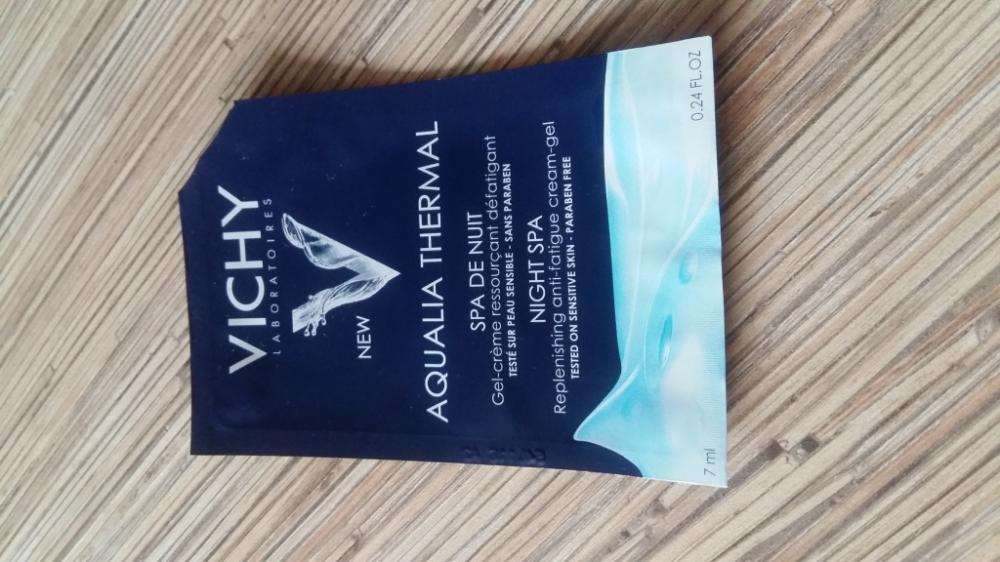 VICHY
LABORATOIRES
NEW
AQUALIA THERMAL
SPA DE NUIT
Gel-crème ressourçant défatigant
TESTÉ SUR PEAU SENSIBLE - SANS PARABEN
NIGHT SPA
Replenishing anti-fatigue cream-gel
TESTED ON SENSITIVE SKIN - PARABEN FREE
7 ml
0.24 FL.OZ